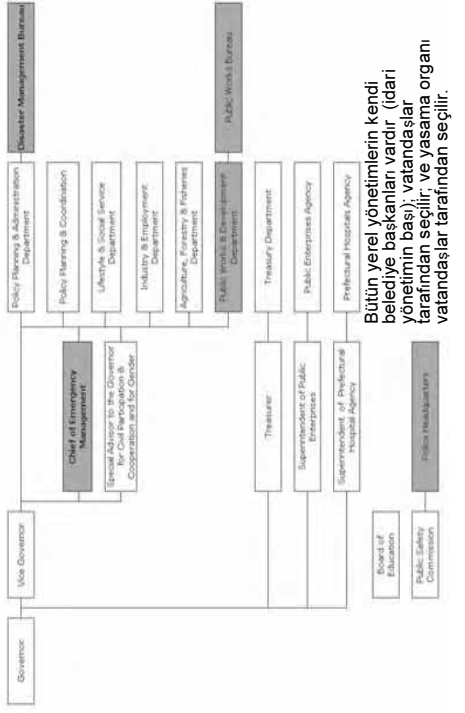 Governor
Vice Governor
Chief of Emergency
Management
Special Advisor to the Governor
for Civil Participation &
Cooperation and for Gender
Policy Planning & Administration
Department
Disaster Management Bureau
Policy Planning & Coordination
Lifestyle & Social Service
Department
Industry & Employment
Department
Agriculture, Forestry & Fisheries
Department
Public Works & Development
Department
Public Works Bureau
Treasurer
Treasury Department
Superintendent of Public
Enterprises
Public Enterprises Agency
Superintendent of Prefectural
Hospital Agency
Prefectural Hospitals Agency
Board of
Education
Public Safety
Commission
Police Headquarters
Bütün yerel yönetimlerin kendi
belediye başkanları vardır (idari
yönetimin başı); vatandaşlar
tarafından seçilir; ve yasama organı
vatandaşlar tarafından seçilir.